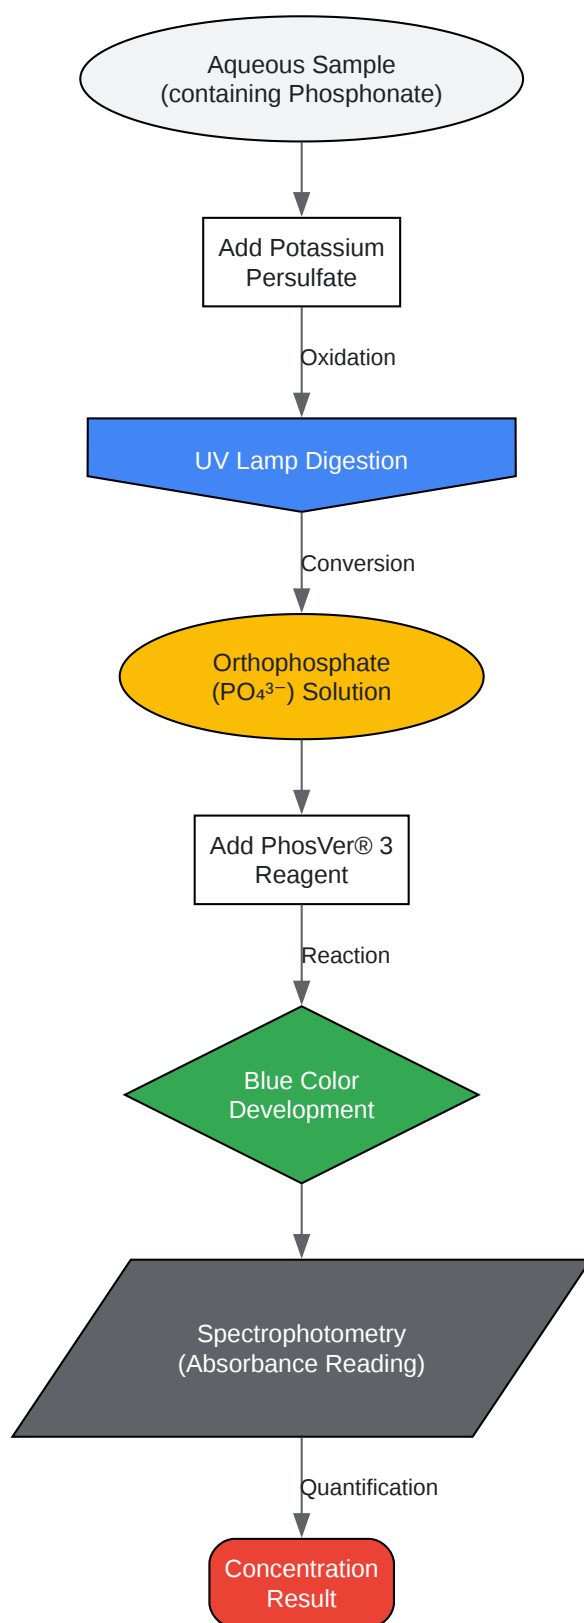 Aqueous Sample
(containing Phosphonate)
Add Potassium
Persulfate
Oxidation
UV Lamp Digestion
Conversion
Orthophosphate
(PO₄³⁻) Solution
Add PhosVer® 3
Reagent
Reaction
Blue Color
Development
Spectrophotometry
(Absorbance Reading)
Quantification
Concentration
Result